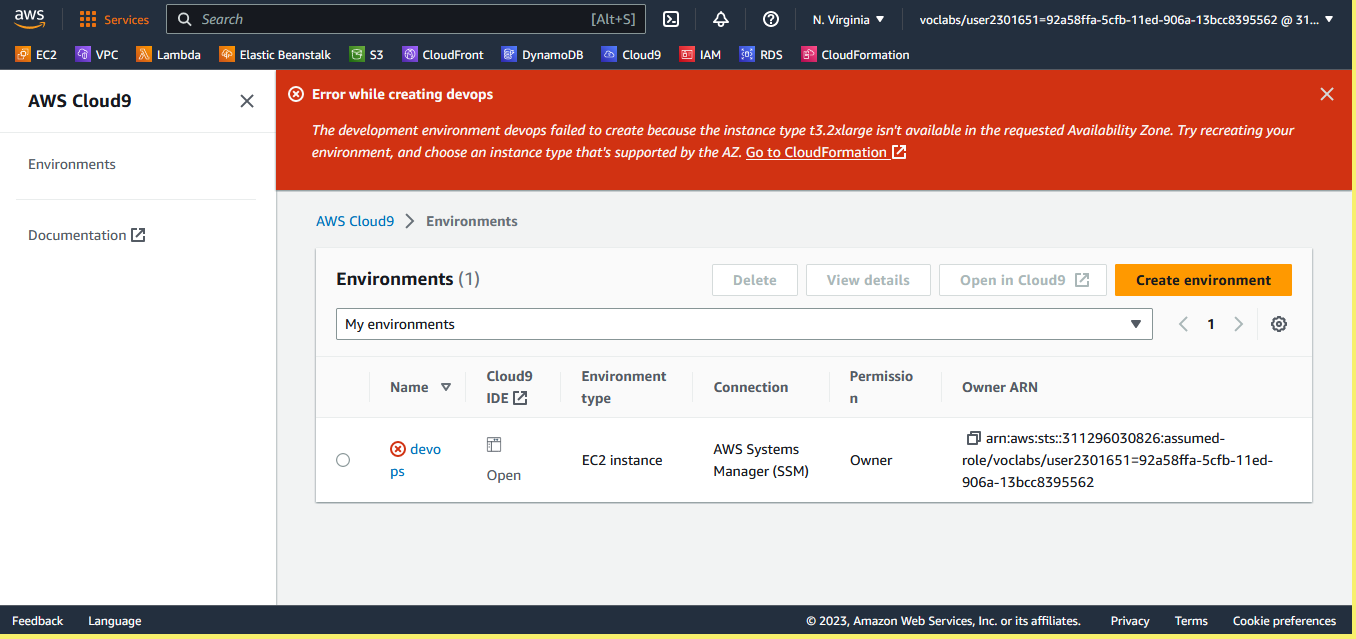 aws
Services
Search
[Alt+S]
N. Virginia
voclabs/user2301651=92a58ffa-5cfb-11ed-906a-13bcc8395562 @ 31...
EC2
VPC
Lambda
Elastic Beanstalk
S3
CloudFront
DynamoDB
Cloud9
IAM
RDS
CloudFormation
AWS Cloud9
Environments
Documentation
Error while creating devops
The development environment devops failed to create because the instance type t3.2xlarge isn't available in the requested Availability Zone. Try recreating your
environment, and choose an instance type that's supported by the AZ. Go to CloudFormation
AWS Cloud9 > Environments
Environments (1)
Delete
View details
Open in Cloud9
Create environment
My environments
1
Name
Cloud9
IDE
Environment
type
Connection
Permissio
n
Owner ARN
devo
ps
Open
EC2 instance
AWS Systems
Manager (SSM)
Owner
arn:aws:sts::311296030826:assumed-
role/voclabs/user2301651=92a58ffa-5cfb-11ed-
906a-13bcc8395562
Feedback
Language
© 2023, Amazon Web Services, Inc. or its affiliates.
Privacy
Terms
Cookie preferences